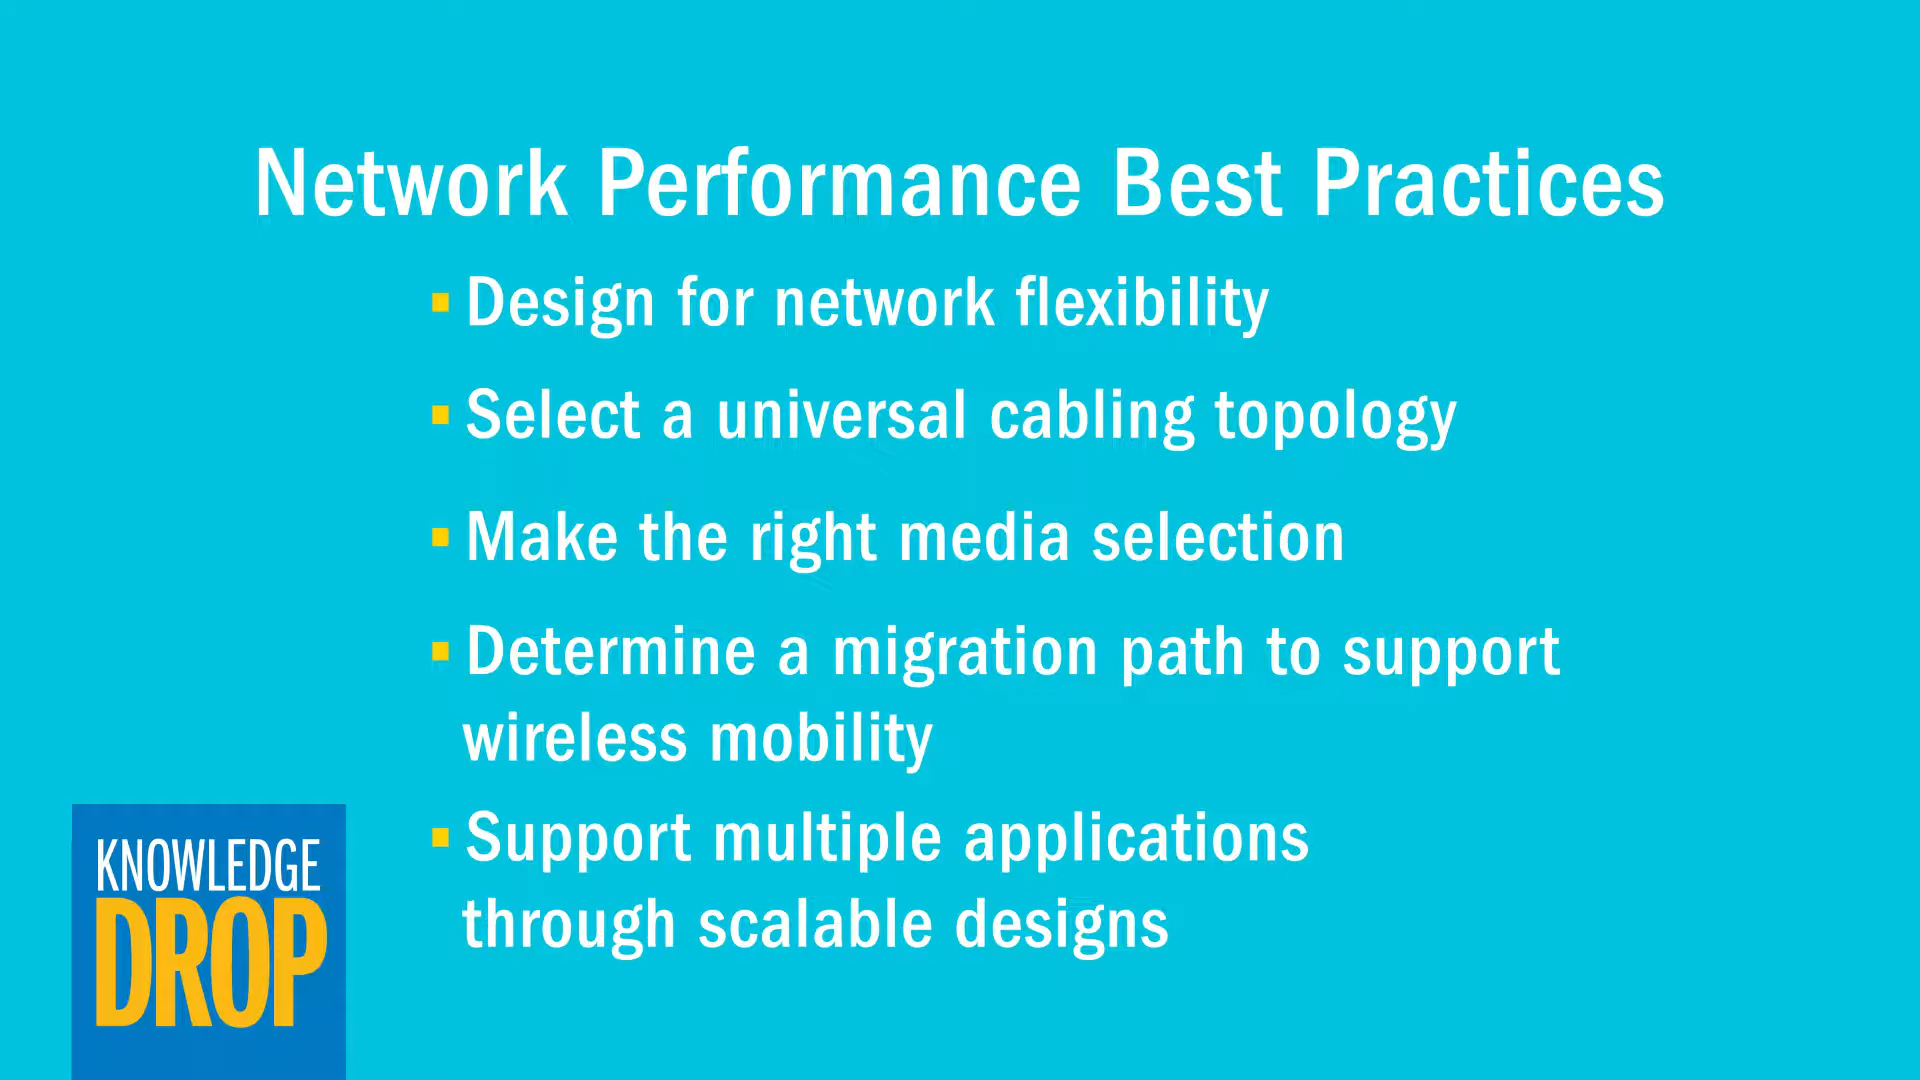 Network Performance Best Practices
Design for network flexibility
Select a universal cabling topology
Make the right media selection
Determine a migration path to support
wireless mobility
Support multiple applications
through scalable designs
KNOWLEDGE
DROP